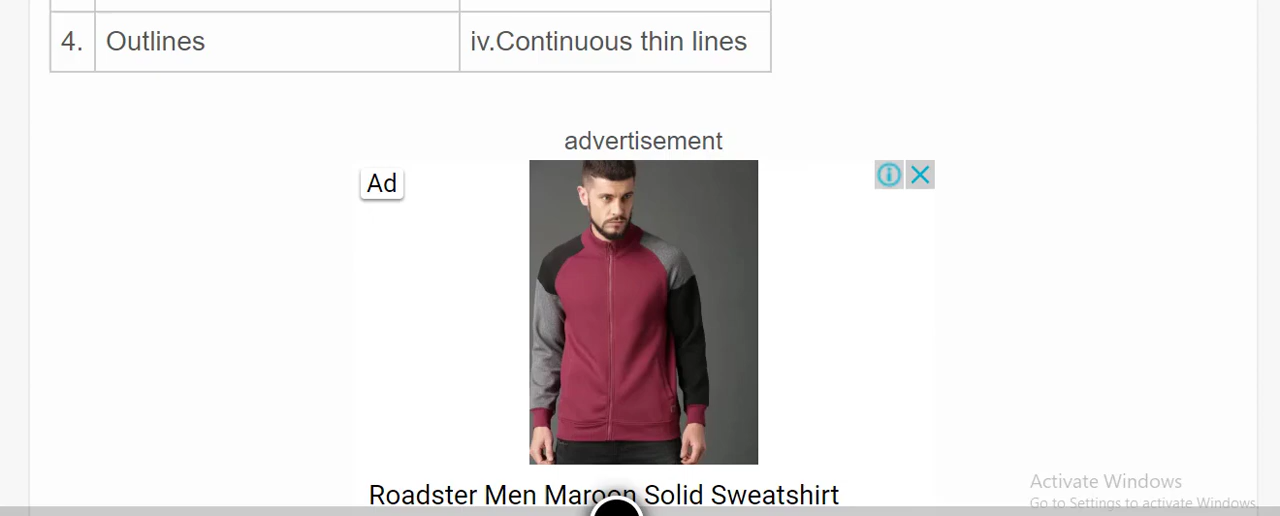 4. Outlines iv.Continuous thin lines
advertisement
Ad
Roadster Men Maroon Solid Sweatshirt
Activate Windows
Go to Settings to activate Windows.